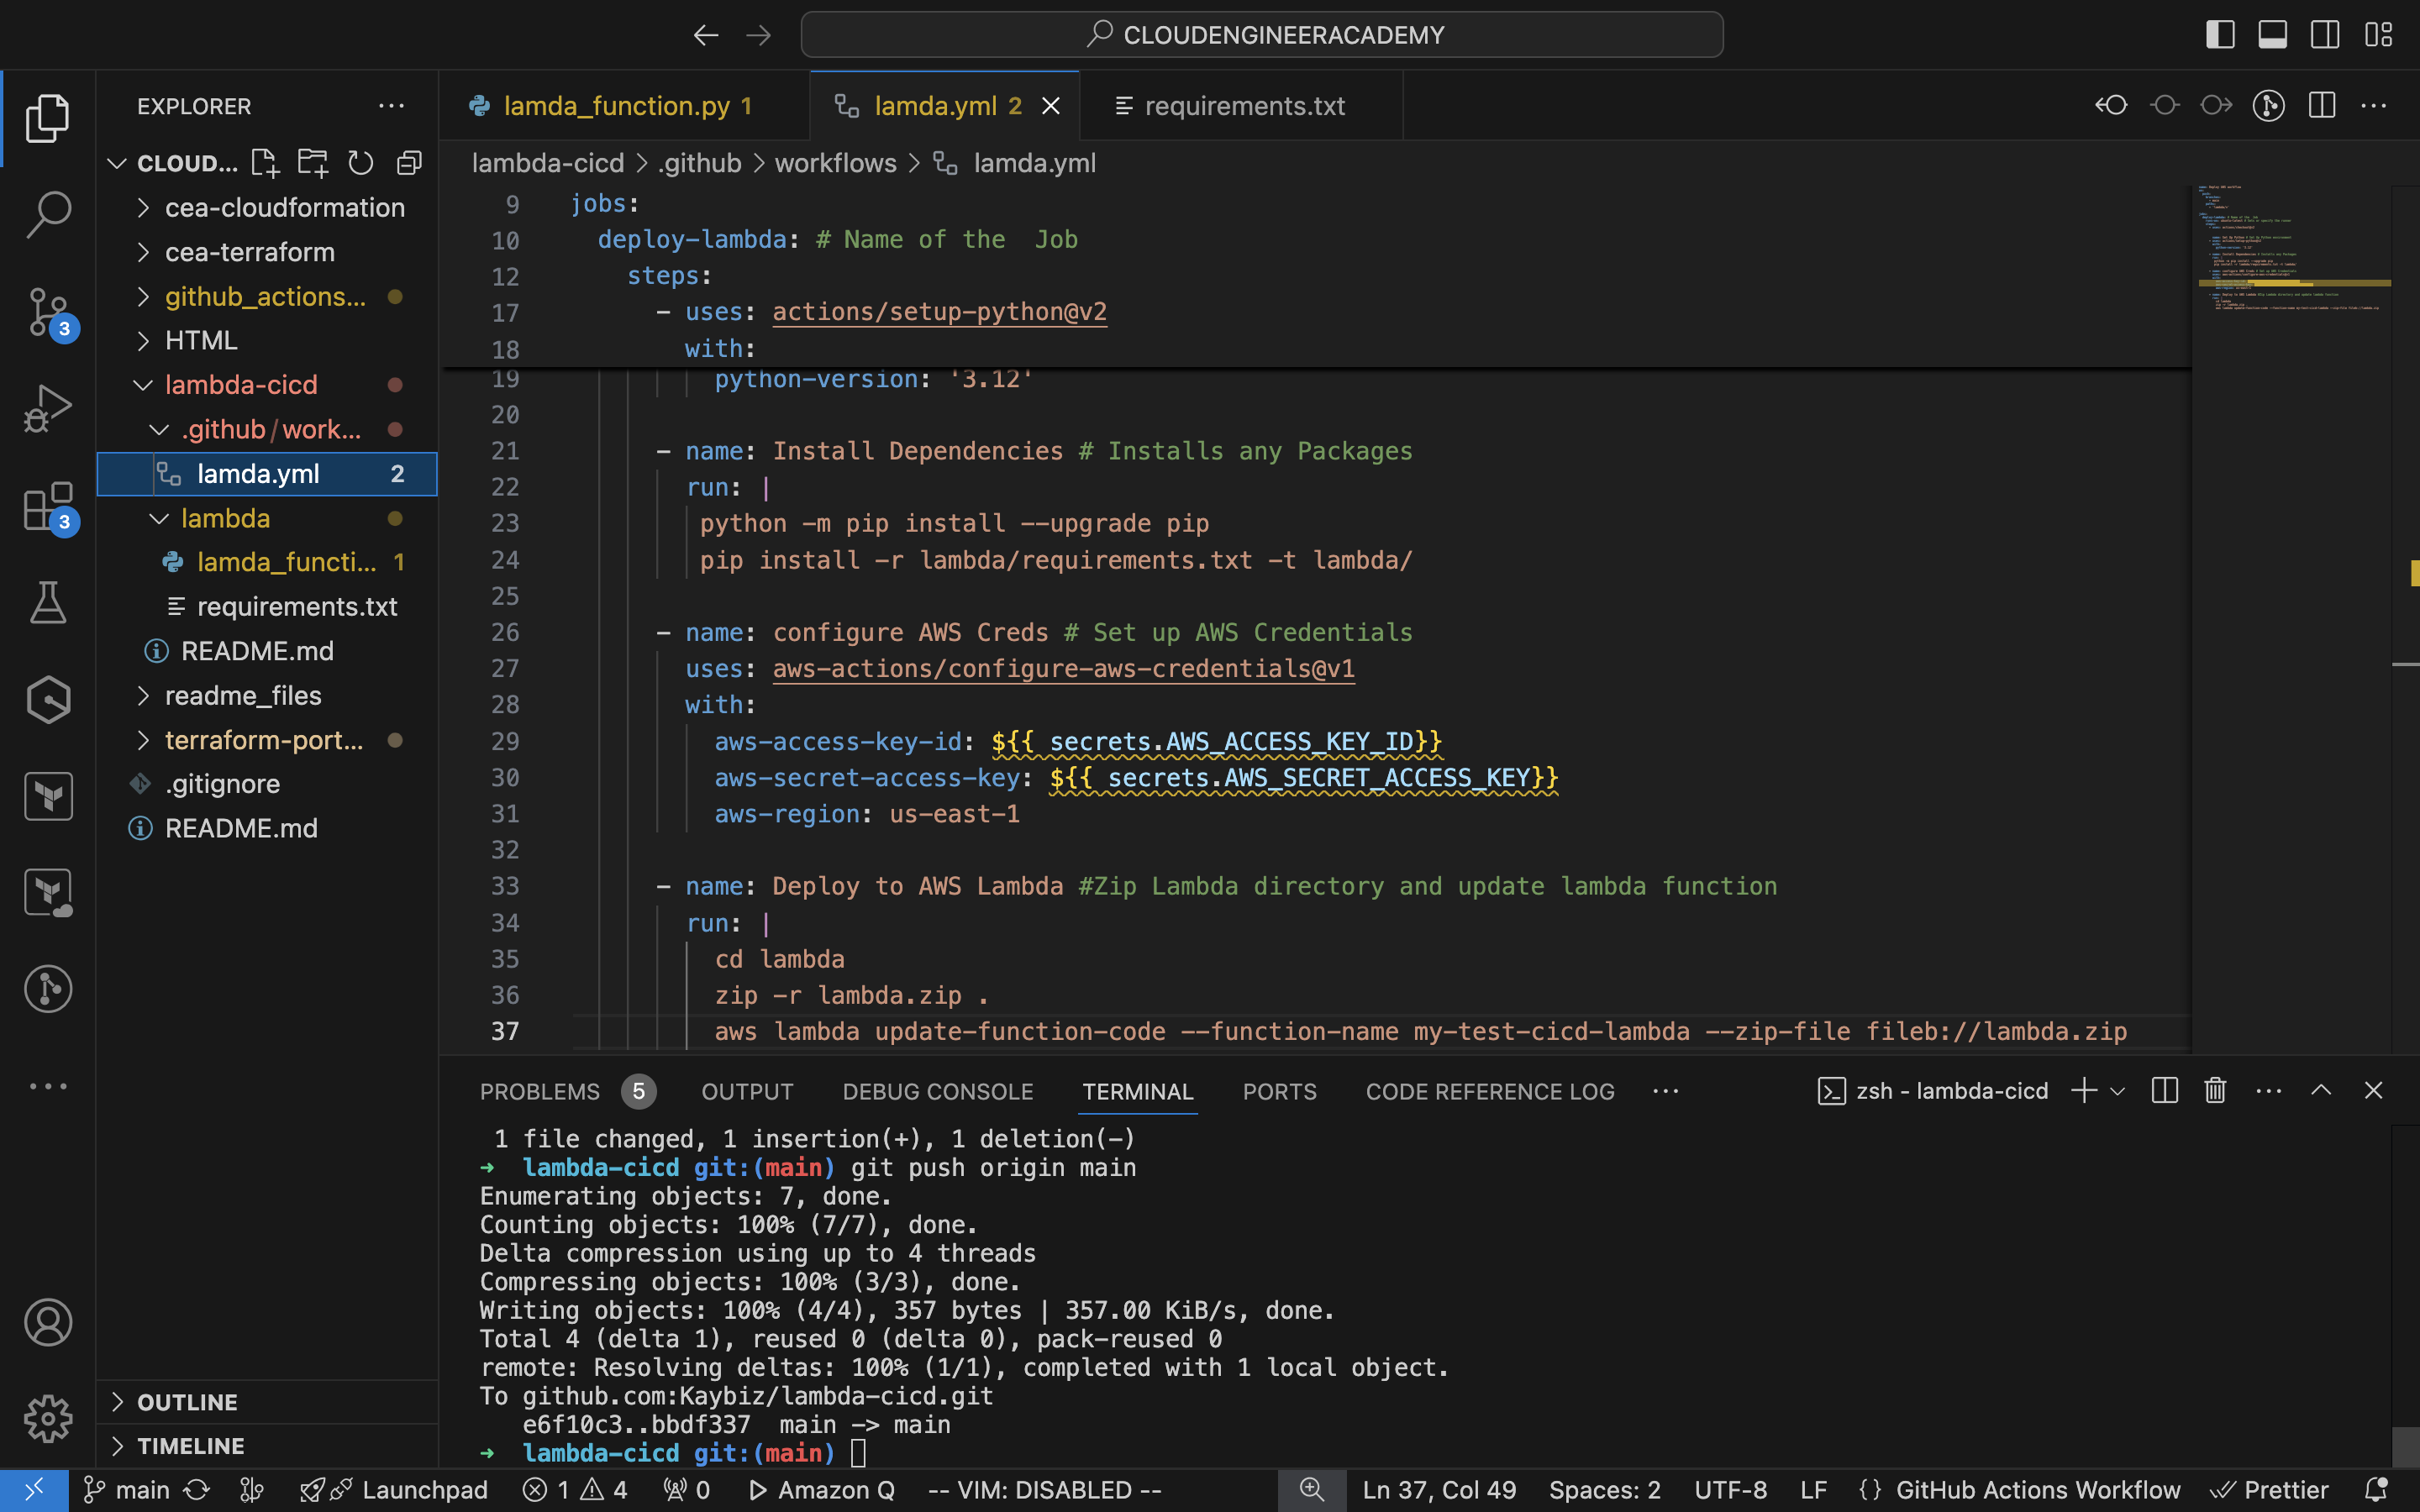 CLOUDENGINEERACADEMY
EXPLORER
CLOUD...
cea-cloudformation
cea-terraform
github_actions...
HTML
lambda-cicd
.github/work...
lamda.yml 2
lambda
lamda_functi... 1
requirements.txt
README.md
readme_files
terraform-port...
.gitignore
README.md
OUTLINE
TIMELINE
3
3
lamda_function.py 1
lamda.yml 2
requirements.txt
lambda-cicd > .github > workflows > lamda.yml
9 jobs:
10 deploy-lambda: # Name of the  Job
12 steps:
17 - uses: actions/setup-python@v2
18 with:
19 python-version: '3.12'
20
21 - name: Install Dependencies # Installs any Packages
22 run: |
23 python -m pip install --upgrade pip
24 pip install -r lambda/requirements.txt -t lambda/
25
26 - name: configure AWS Creds # Set up AWS Credentials
27 uses: aws-actions/configure-aws-credentials@v1
28 with:
29 aws-access-key-id: ${{ secrets.AWS_ACCESS_KEY_ID}}
30 aws-secret-access-key: ${{ secrets.AWS_SECRET_ACCESS_KEY}}
31 aws-region: us-east-1
32
33 - name: Deploy to AWS Lambda #Zip Lambda directory and update lambda function
34 run: |
35 cd lambda
36 zip -r lambda.zip .
37 aws lambda update-function-code --function-name my-test-cicd-lambda --zip-file fileb://lambda.zip
PROBLEMS 5 OUTPUT DEBUG CONSOLE TERMINAL PORTS CODE REFERENCE LOG ... zsh - lambda-cicd
1 file changed, 1 insertion(+), 1 deletion(-)
➜ lambda-cicd git:(main) git push origin main
Enumerating objects: 7, done.
Counting objects: 100% (7/7), done.
Delta compression using up to 4 threads
Compressing objects: 100% (3/3), done.
Writing objects: 100% (4/4), 357 bytes | 357.00 KiB/s, done.
Total 4 (delta 1), reused 0 (delta 0), pack-reused 0
remote: Resolving deltas: 100% (1/1), completed with 1 local object.
To github.com:Kaybiz/lambda-cicd.git
e6f10c3..bbdf337  main -> main
➜ lambda-cicd git:(main)
main Launchpad 1 4 0 Amazon Q -- VIM: DISABLED -- Ln 37, Col 49 Spaces: 2 UTF-8 LF {} GitHub Actions Workflow Prettier